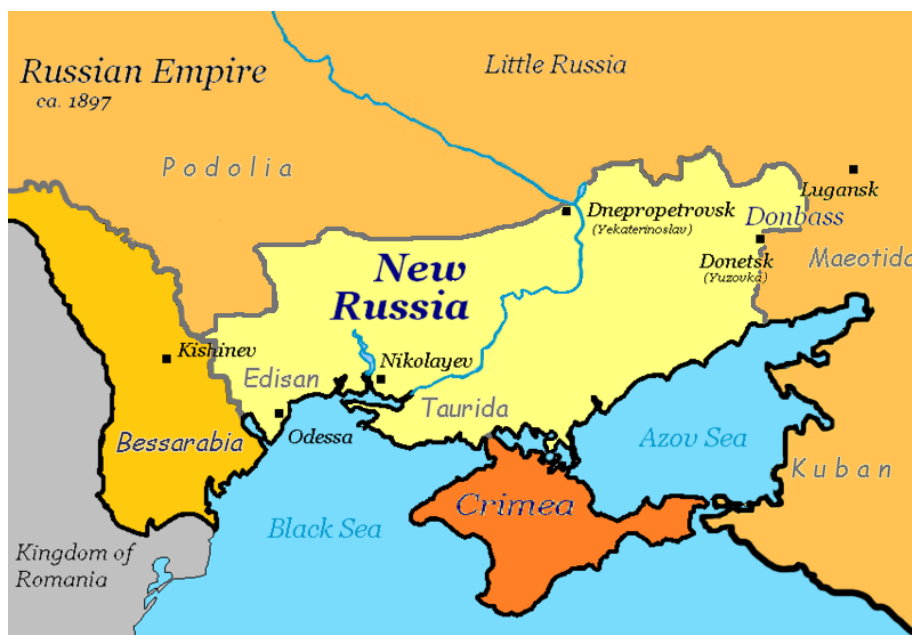 Russian Empire
ca. 1897
Little Russia
Podolia
Lugansk
Dnepropetrovsk
(Yekaterinoslav)
Donbass
New
Russia
Donetsk
(Yuzovka)
Maeotida
Kishinev
Nikolayev
Edisan
Taurida
Odessa
Bessarabia
Azov Sea
Kuban
Crimea
Black Sea
Kingdom of
Romania